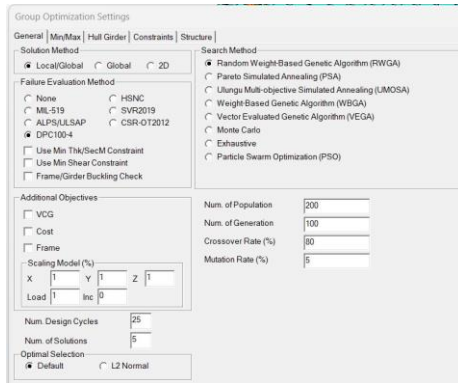 Group Optimization Settings
General Min/Max Hull Girder Constraints Structure
Solution Method
Local/Global Global 2D
Failure Evaluation Method
None HSNC
MIL-519 SVR2019
ALPS/ULSAP CSR-OT2012
DPC100-4
Use Min Thk/SecM Constraint
Use Min Shear Constraint
Frame/Girder Buckling Check
Additional Objectives
VCG
Cost
Frame
Scaling Model (%)
X 1 Y 1 Z 1
Load 1 Inc 0
Num. Design Cycles 25
Num. of Solutions 5
Optimal Selection
Default L2 Normal
Search Method
Random Weight-Based Genetic Algorithm (RWGA)
Pareto Simulated Annealing (PSA)
Ulungu Multi-objective Simulated Annealing (UMOSA)
Weight-Based Genetic Algorithm (WBGA)
Vector Evaluated Genetic Algorithm (VEGA)
Monte Carlo
Exhaustive
Particle Swarm Optimization (PSO)
Num. of Population 200
Num. of Generation 100
Crossover Rate (%) 80
Mutation Rate (%) 5